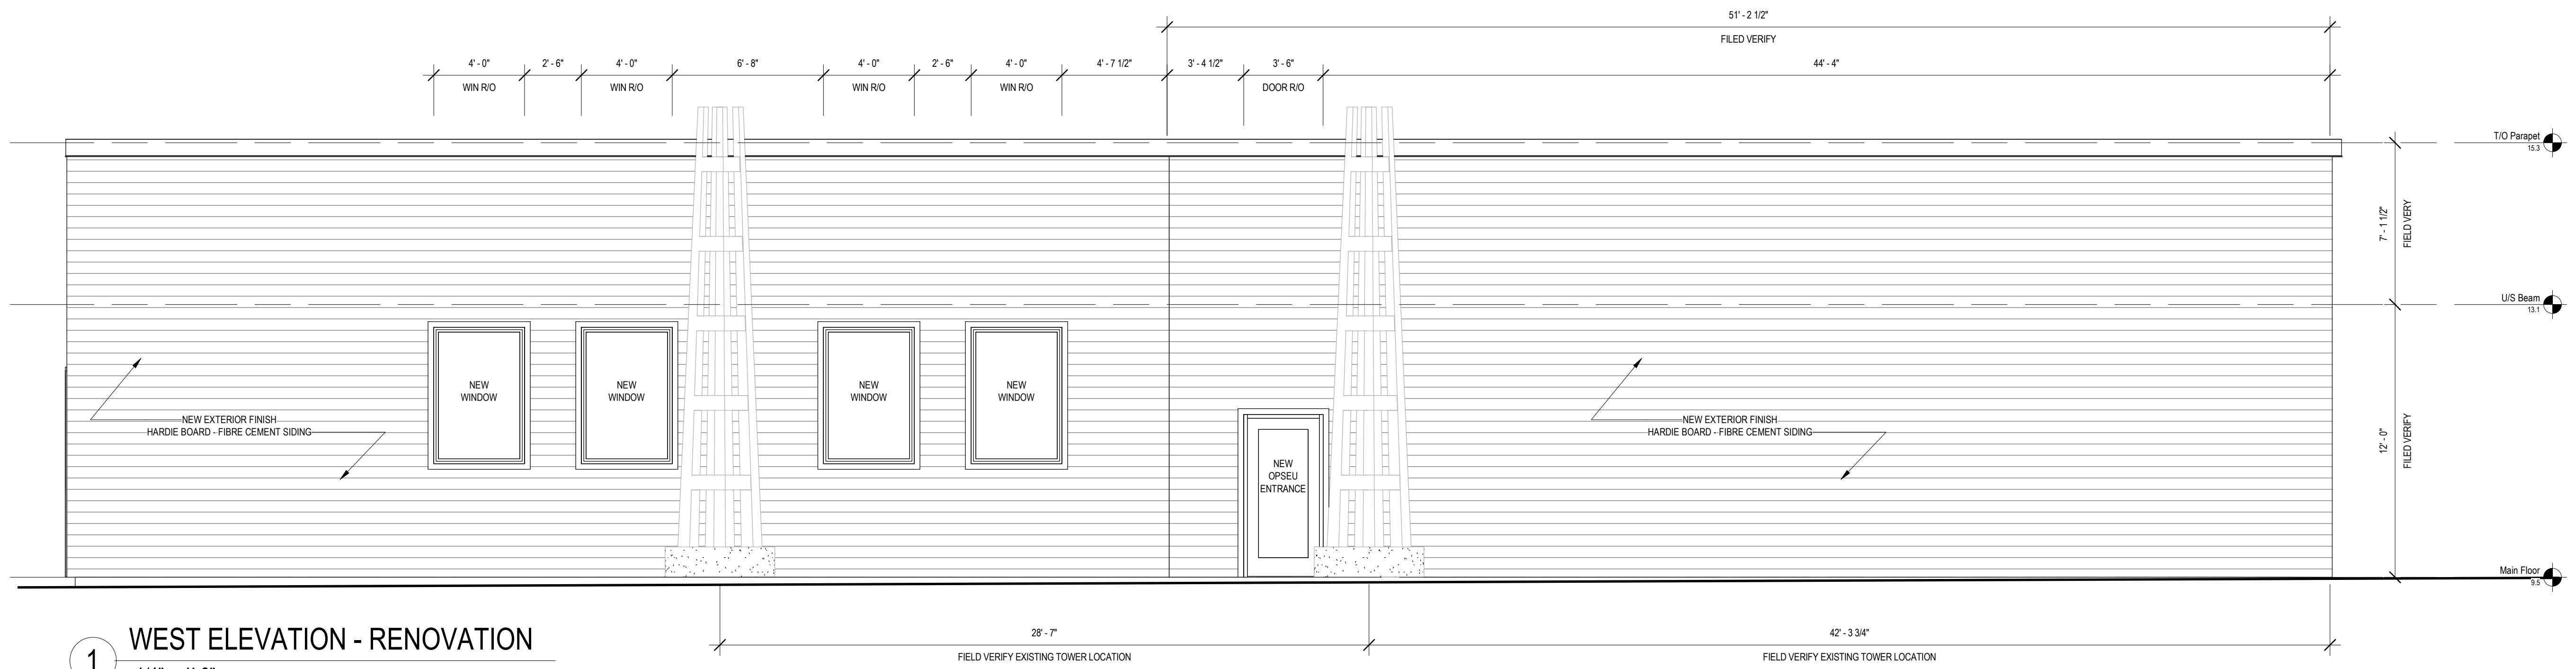 51' - 2 1/2"
FILED VERIFY
4' - 0"
2' - 6"
4' - 0"
6' - 8"
4' - 0"
2' - 6"
4' - 0"
4' - 7 1/2"
3' - 4 1/2"
3' - 6"
44' - 4"
WIN R/O
WIN R/O
WIN R/O
WIN R/O
DOOR R/O
T/O Parapet
15.3
7' - 1 1/2"
FIELD VERY
U/S Beam
13.1
NEW
WINDOW
NEW
WINDOW
NEW
WINDOW
NEW
WINDOW
NEW EXTERIOR FINISH
HARDIE BOARD - FIBRE CEMENT SIDING
NEW EXTERIOR FINISH
HARDIE BOARD - FIBRE CEMENT SIDING
12' - 0"
FILED VERIFY
NEW
OPSEU
ENTRANCE
Main Floor
9.5
28' - 7"
FIELD VERIFY EXISTING TOWER LOCATION
42' - 3 3/4"
FIELD VERIFY EXISTING TOWER LOCATION
1
WEST ELEVATION - RENOVATION